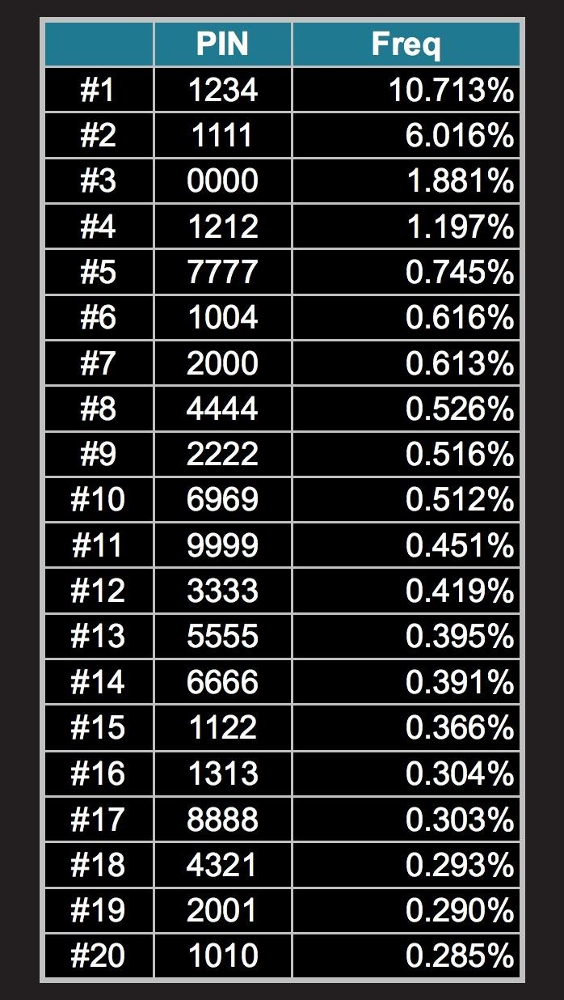 PIN Freq
#1 1234 10.713%
#2 1111 6.016%
#3 0000 1.881%
#4 1212 1.197%
#5 7777 0.745%
#6 1004 0.616%
#7 2000 0.613%
#8 4444 0.526%
#9 2222 0.516%
#10 6969 0.512%
#11 9999 0.451%
#12 3333 0.419%
#13 5555 0.395%
#14 6666 0.391%
#15 1122 0.366%
#16 1313 0.304%
#17 8888 0.303%
#18 4321 0.293%
#19 2001 0.290%
#20 1010 0.285%